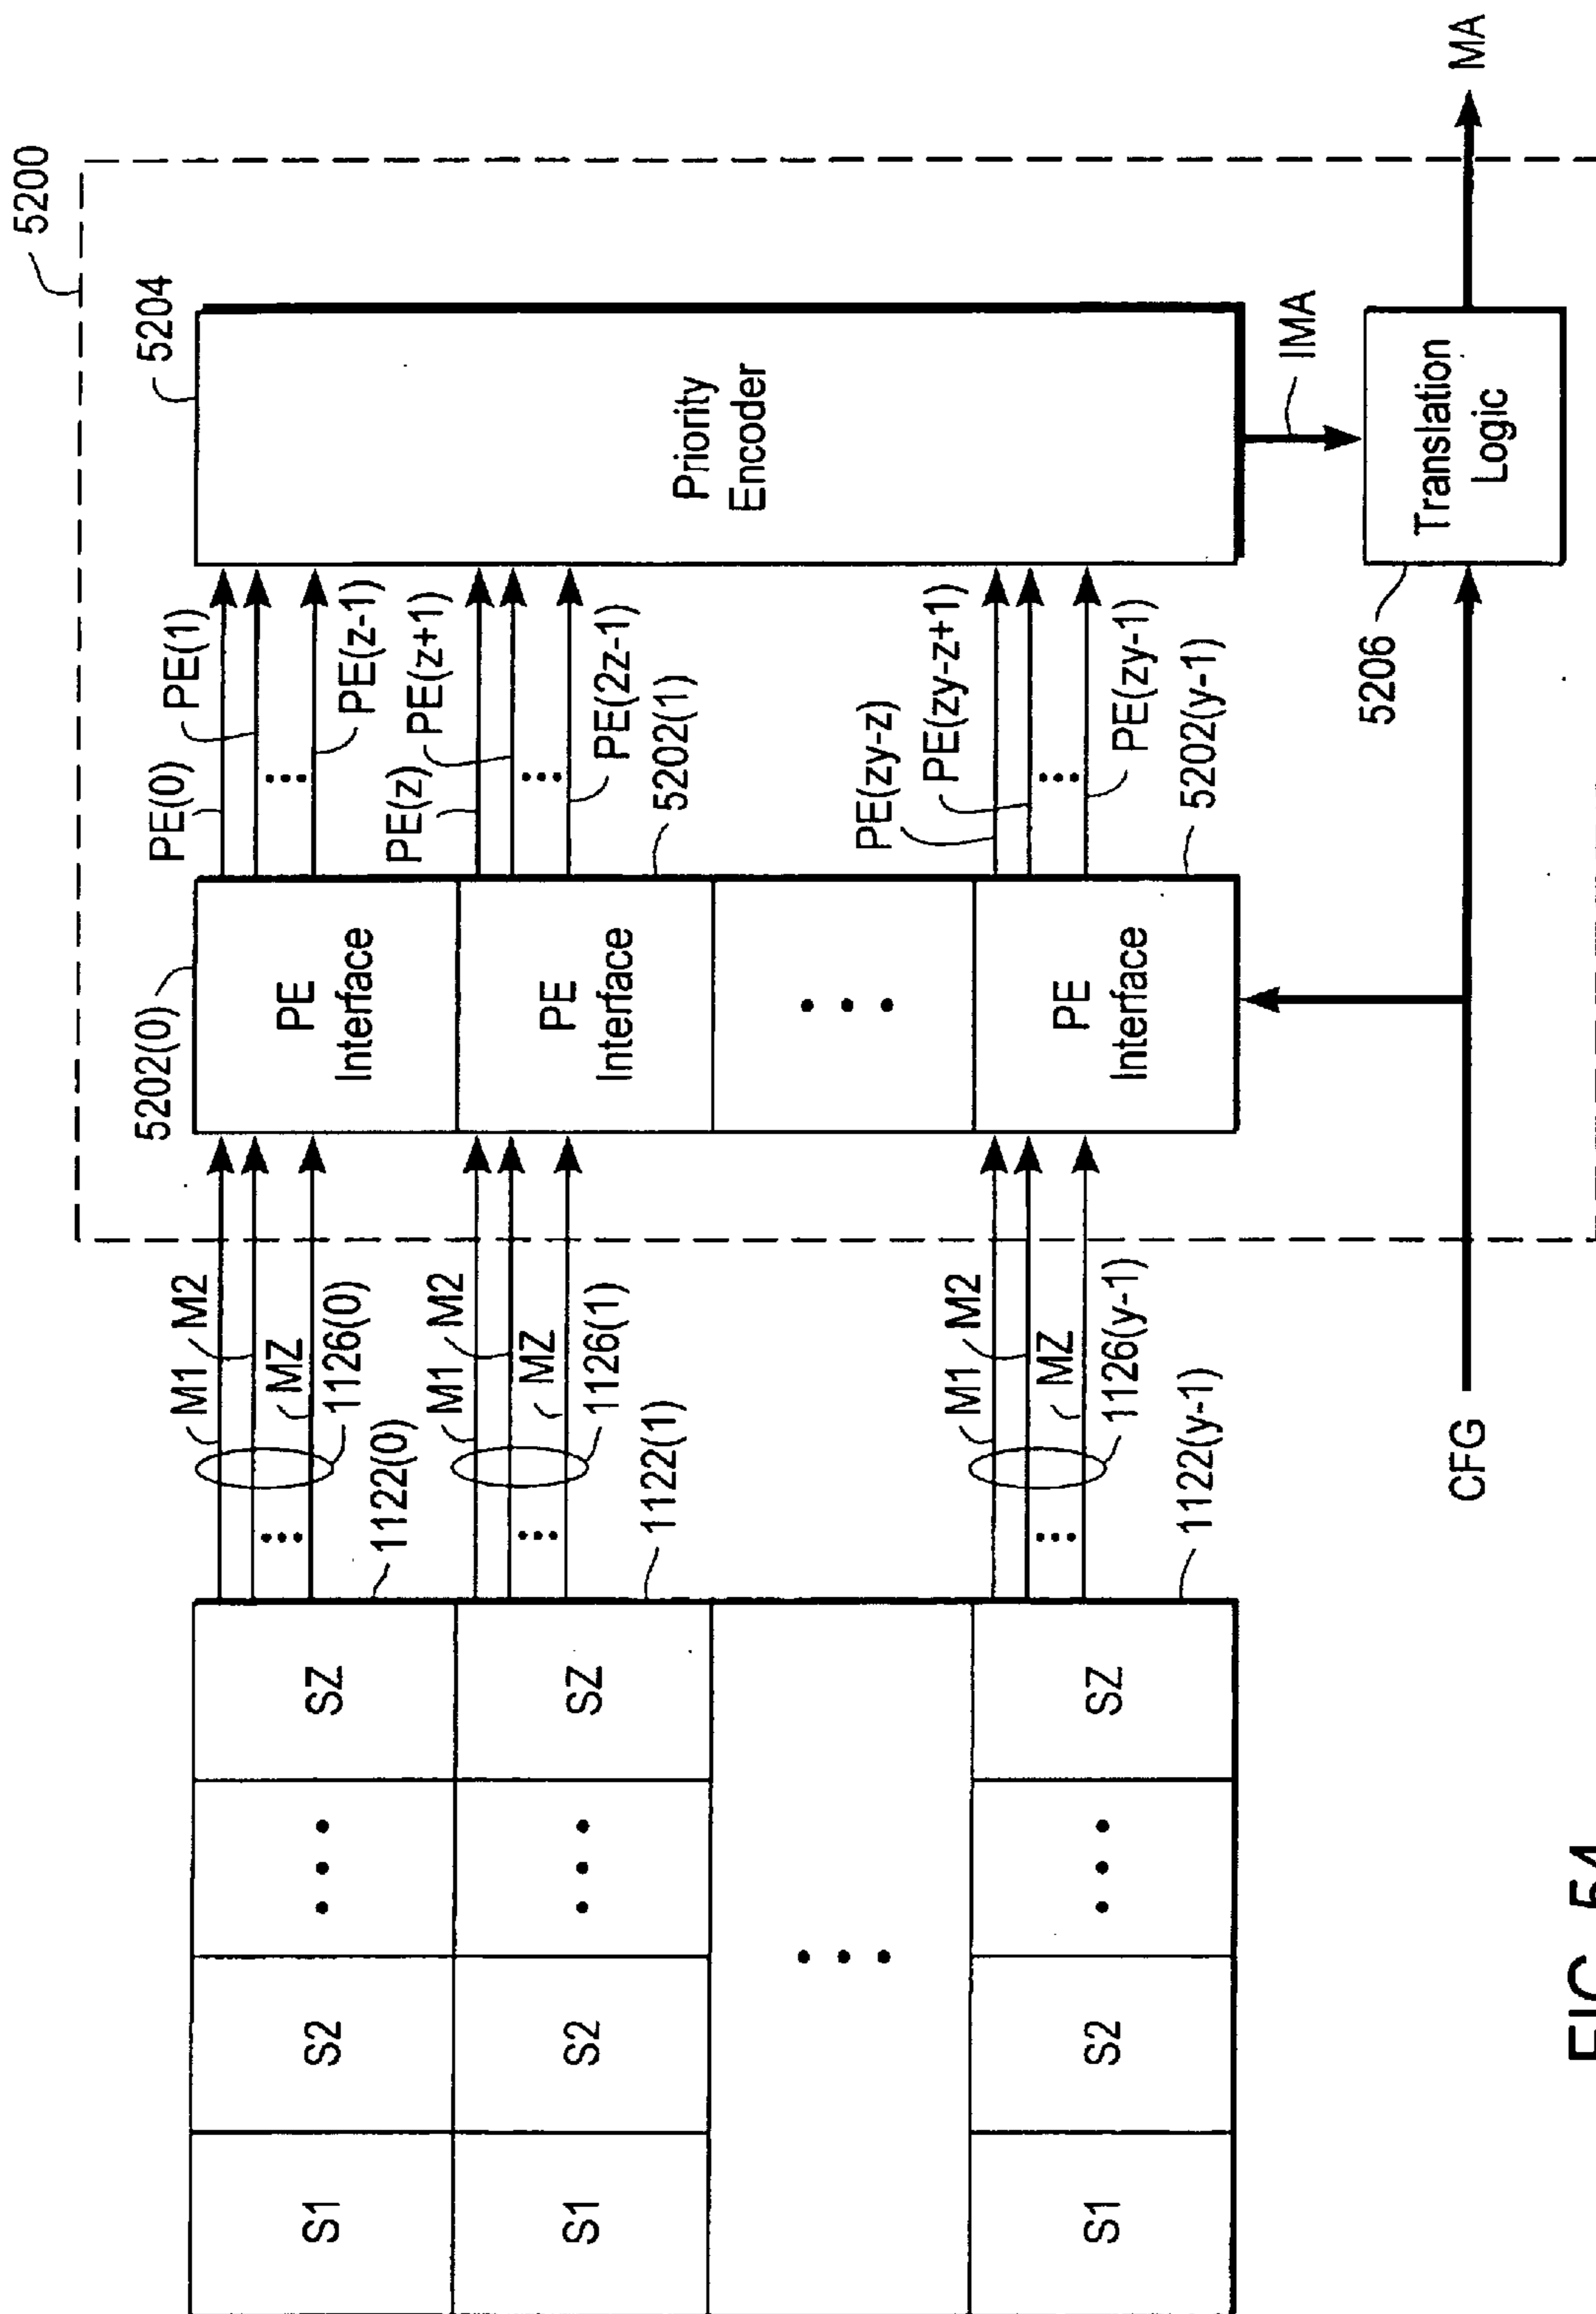 5200
5202(0)
5204
S1
S2
SZ
M1
M2
MZ
1126(0)
1122(0)
PE
Interface
PE(0)
PE(1)
PE(z-1)
S1
S2
SZ
M1
M2
MZ
1126(1)
1122(1)
PE
Interface
PE(z)
PE(z+1)
PE(2z-1)
5202(1)
Priority
Encoder
S1
S2
SZ
M1
M2
MZ
1126(y-1)
1122(y-1)
PE
Interface
PE(zy-z)
PE(zy-z+1)
PE(zy-1)
5202(y-1)
IMA
CFG
5206
Translation
Logic
MA
FIG. 54